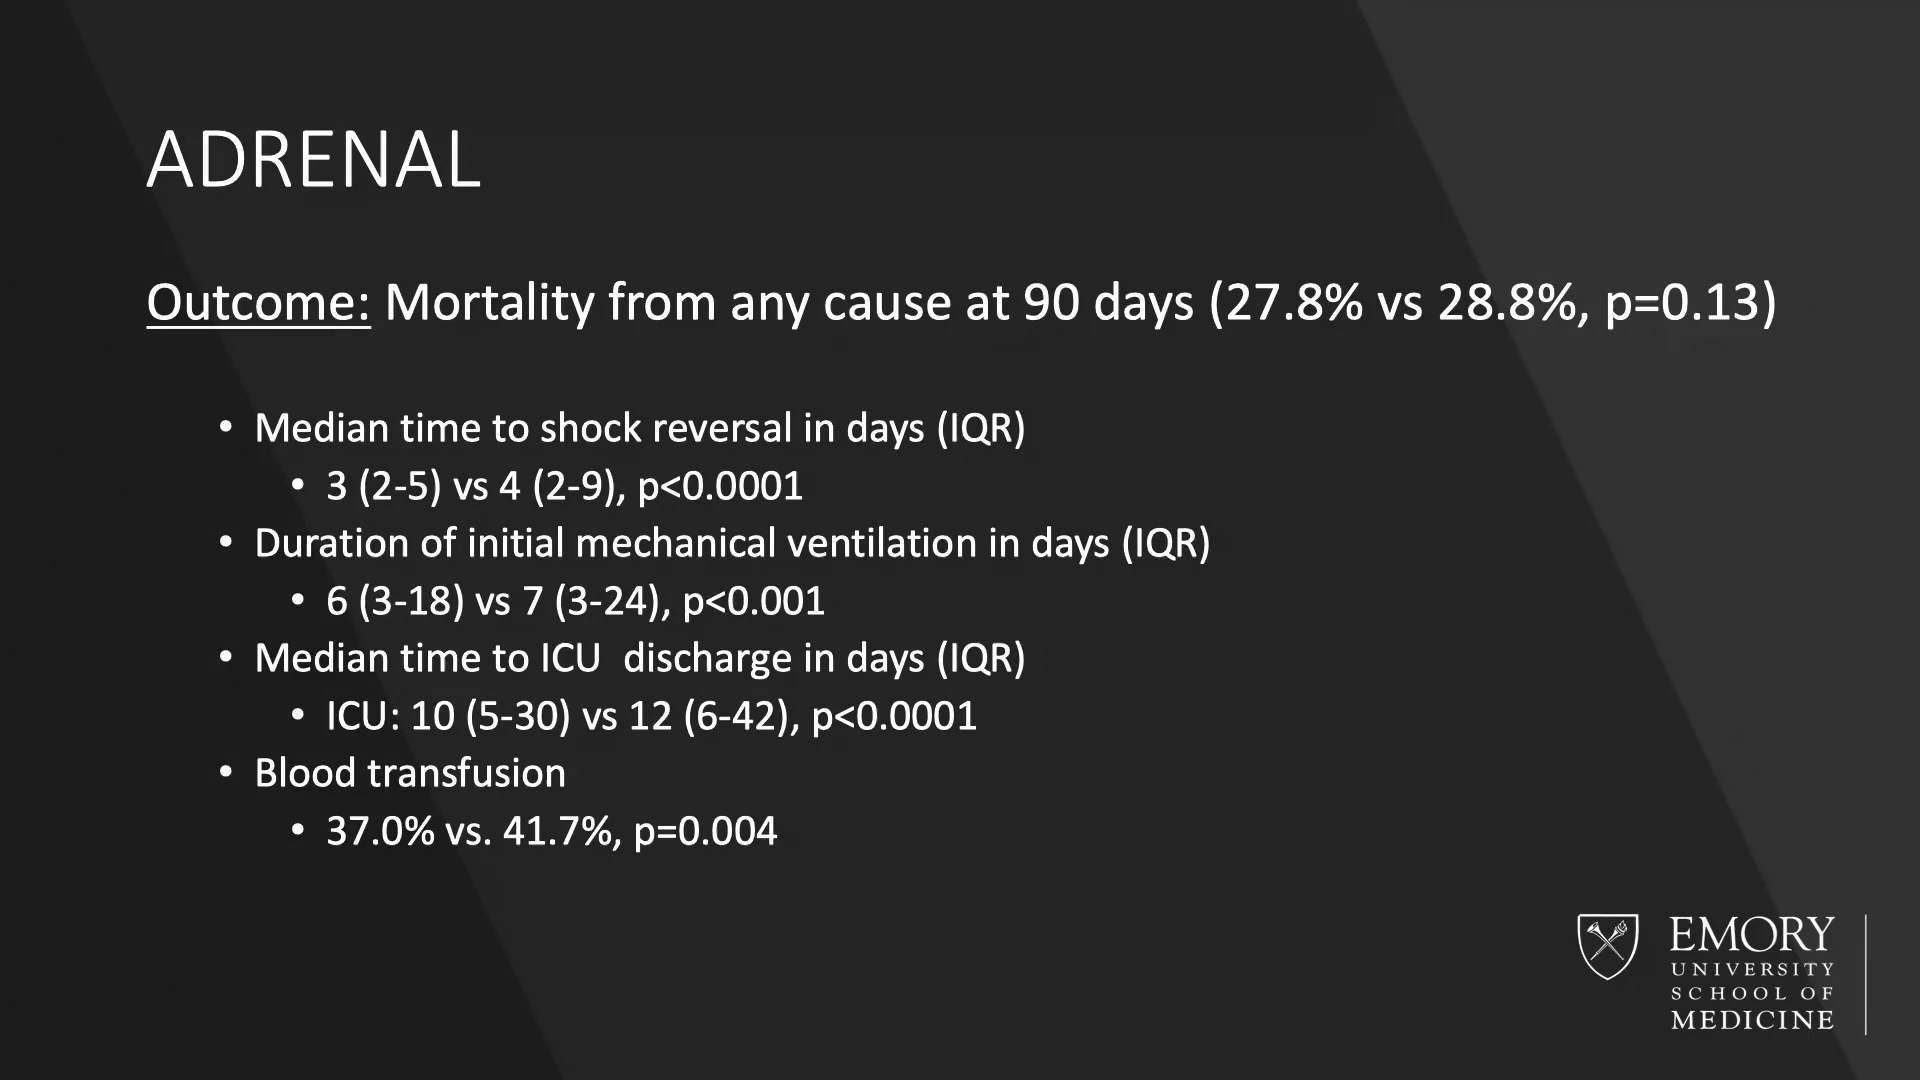 ADRENAL
Outcome: Mortality from any cause at 90 days (27.8% vs 28.8%, p=0.13)
• Median time to shock reversal in days (IQR)
• 3 (2-5) vs 4 (2-9), p<0.0001
• Duration of initial mechanical ventilation in days (IQR)
• 6 (3-18) vs 7 (3-24), p<0.001
• Median time to ICU  discharge in days (IQR)
• ICU: 10 (5-30) vs 12 (6-42), p<0.0001
• Blood transfusion
• 37.0% vs. 41.7%, p=0.004
EMORY
UNIVERSITY
SCHOOL OF
MEDICINE